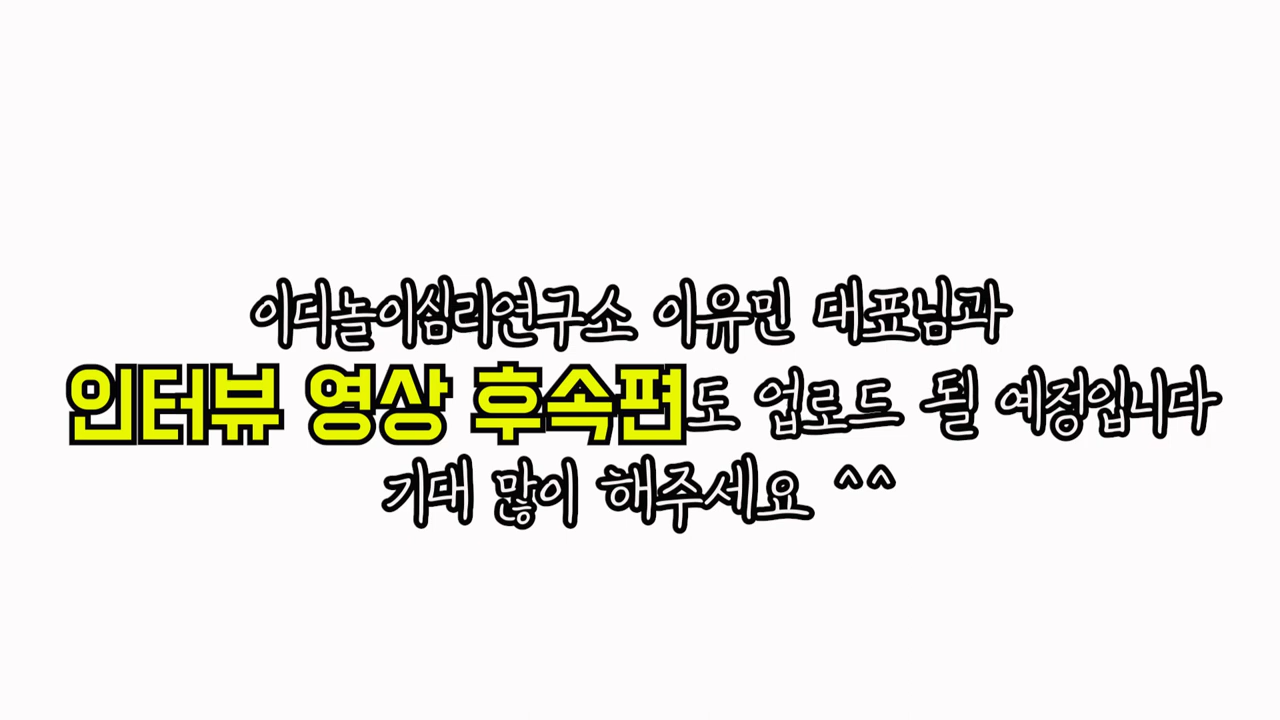 이디놀이심리연구소 이유민 대표님과
인터뷰 영상 후속편도 업로드 될 예정입니다
기대 많이 해주세요 ^^